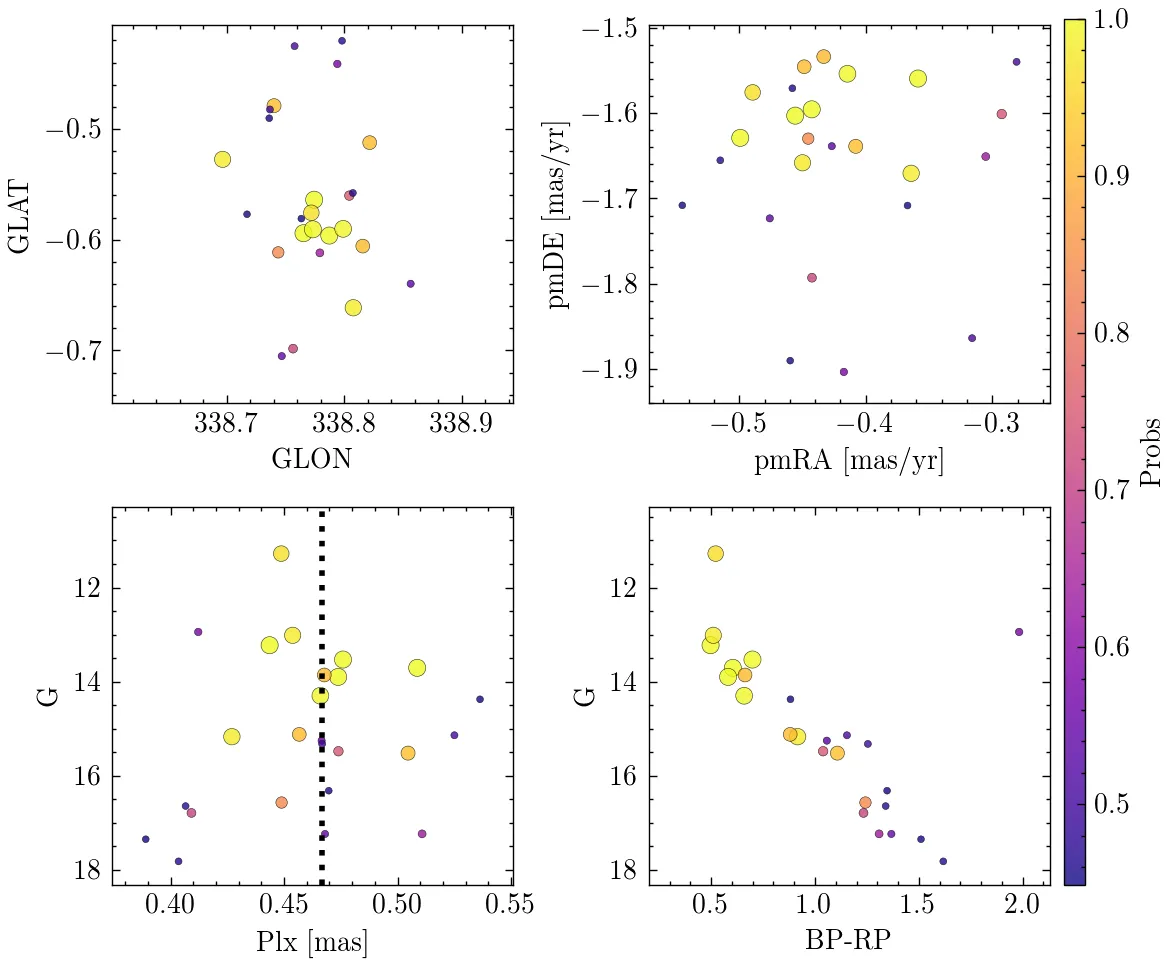 −0.5
−0.6
−0.7
GLAT
338.7 338.8 338.9
GLON
−1.5
−1.6
−1.7
−1.8
−1.9
pmDE [mas/yr]
−0.5 −0.4 −0.3
pmRA [mas/yr]
12
14
16
18
G
0.40 0.45 0.50 0.55
Plx [mas]
12
14
16
18
G
0.5 1.0 1.5 2.0
BP-RP
1.0
0.9
0.8
0.7
0.6
0.5
Probs